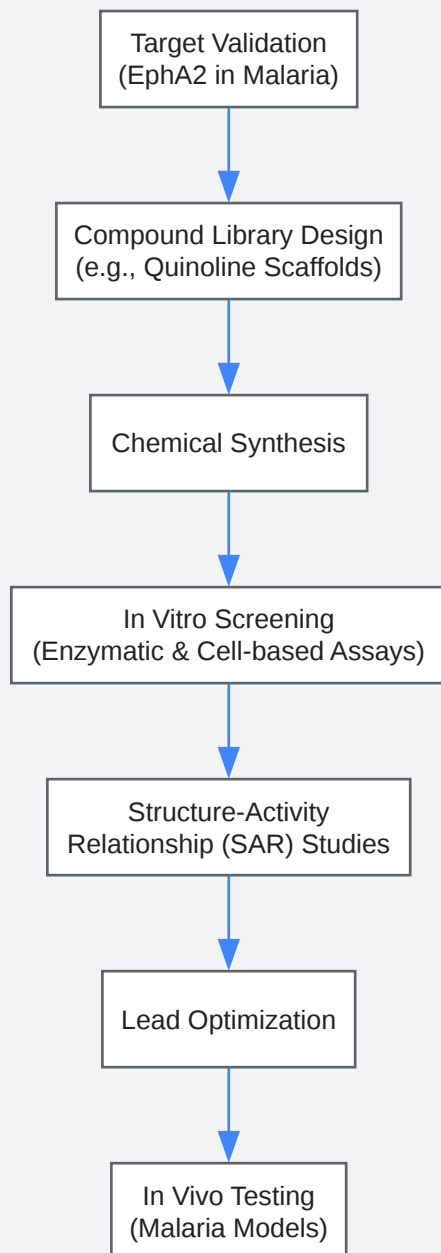 Target Validation
(EphA2 in Malaria)
Compound Library Design
(e.g., Quinoline Scaffolds)
Chemical Synthesis
In Vitro Screening
(Enzymatic & Cell-based Assays)
Structure-Activity
Relationship (SAR) Studies
Lead Optimization
In Vivo Testing
(Malaria Models)